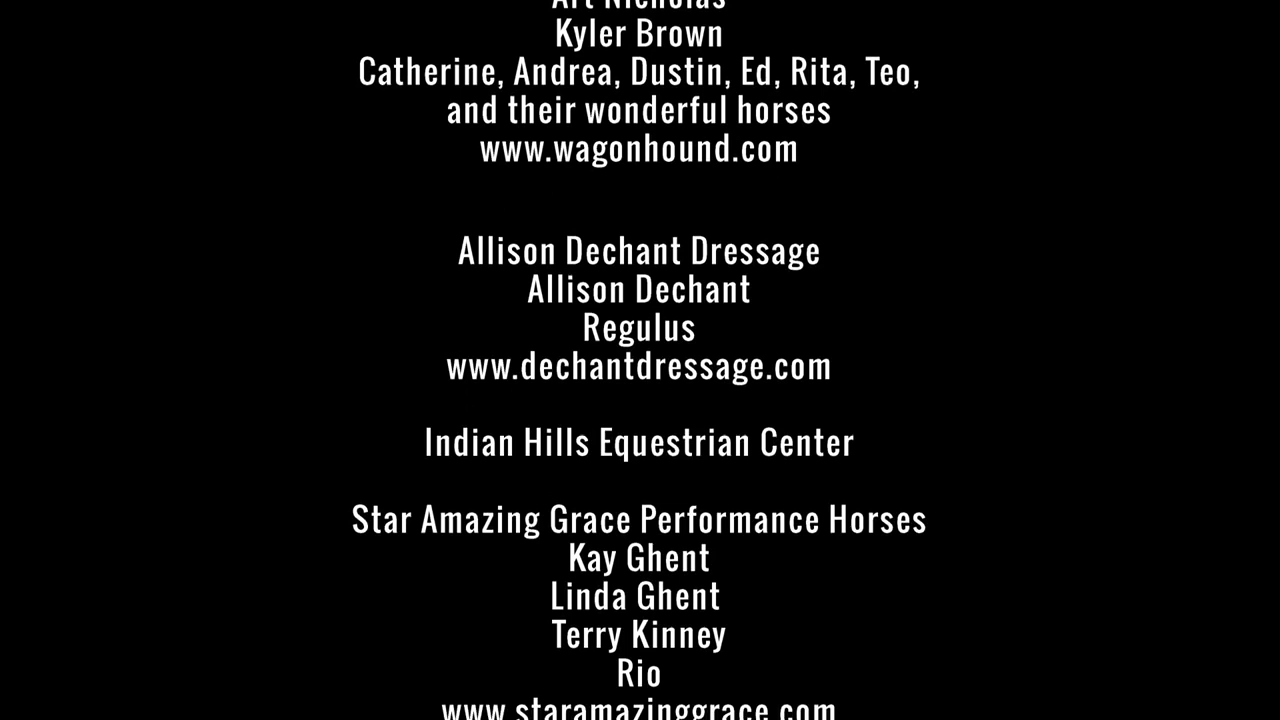 Art Nicholas
Kyler Brown
Catherine, Andrea, Dustin, Ed, Rita, Teo,
and their wonderful horses
www.wagonhound.com
Allison Dechant Dressage
Allison Dechant
Regulus
www.dechantdressage.com
Indian Hills Equestrian Center
Star Amazing Grace Performance Horses
Kay Ghent
Linda Ghent
Terry Kinney
Rio
www.staramazinggrace.com